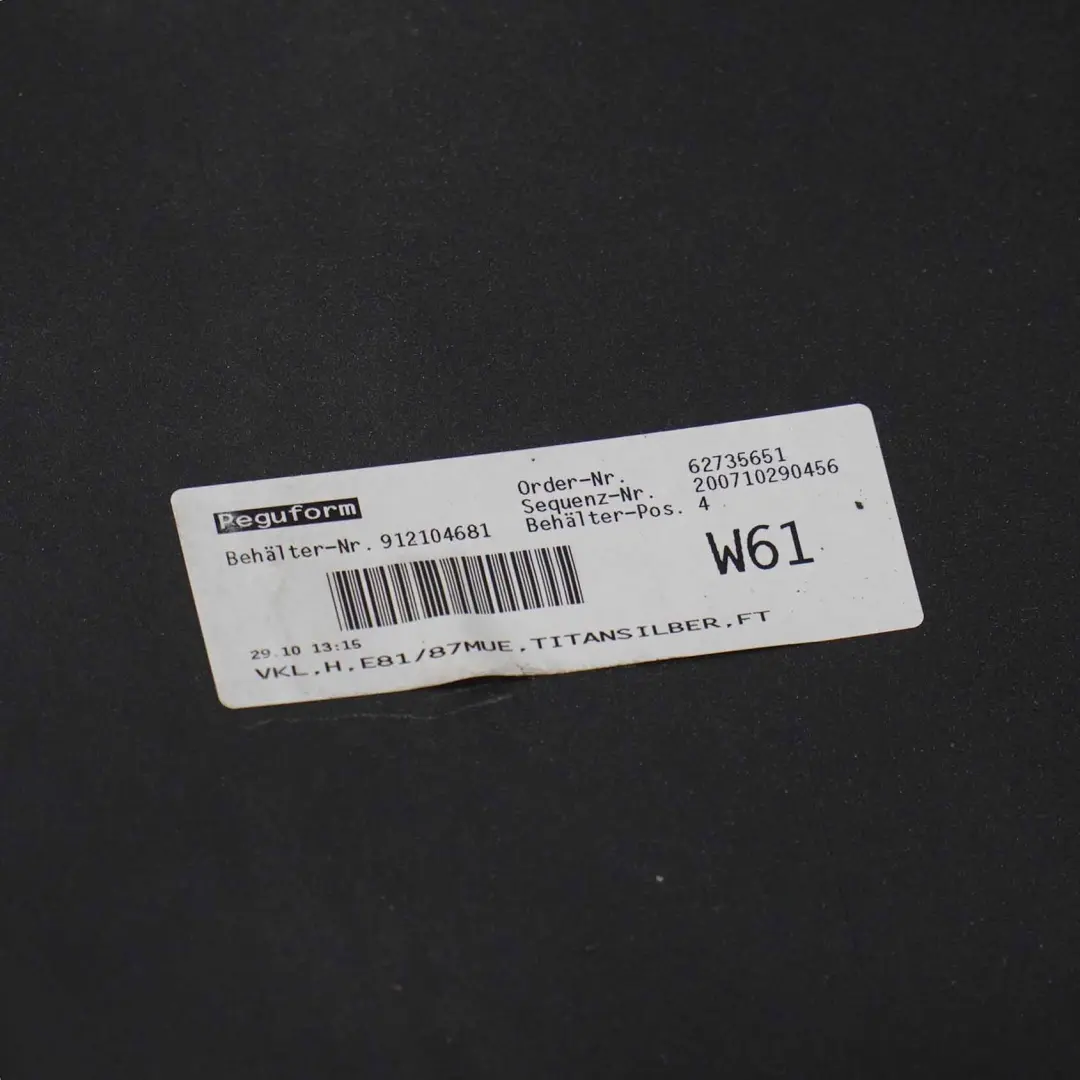 Reguform
Order-Nr. 62735651
Sequenz-Nr. 200710290456
Behälter-Nr. 912104681
Behälter-Pos. 4
W61
29.10 13:15
VKL.H.E81/87MUE,TITANSILBER,FT